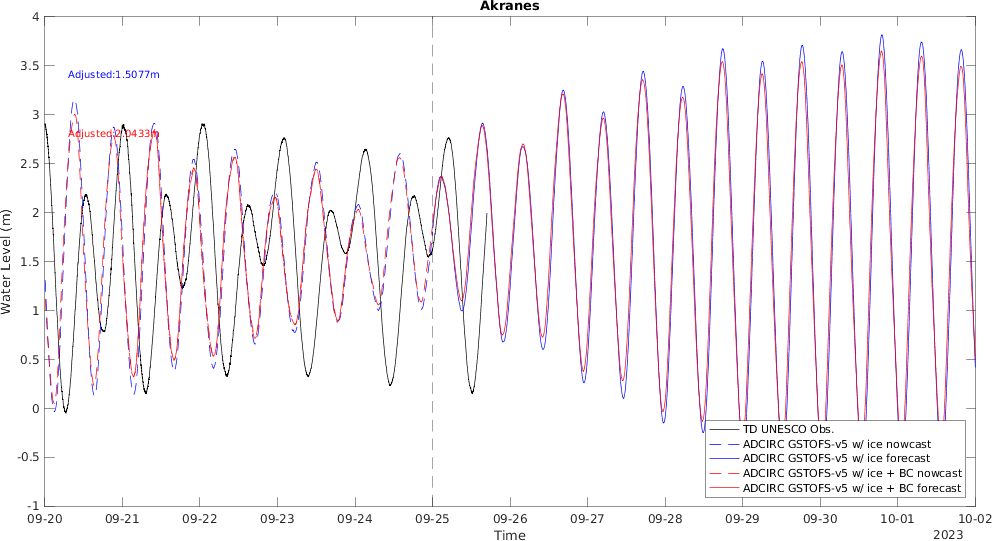 Akranes
4
3.5
3
2.5
2
1.5
1
0.5
0
-0.5
-1
Water Level (m)
Adjusted:1.5077m
Adjusted:2.0433m
TD UNESCO Obs.
ADCIRC GSTOFS-v5 w/ ice nowcast
ADCIRC GSTOFS-v5 w/ ice forecast
ADCIRC GSTOFS-v5 w/ ice + BC nowcast
ADCIRC GSTOFS-v5 w/ ice + BC forecast
09-20 09-21 09-22 09-23 09-24 09-25 09-26 09-27 09-28 09-29 09-30 10-01 10-02
Time
2023